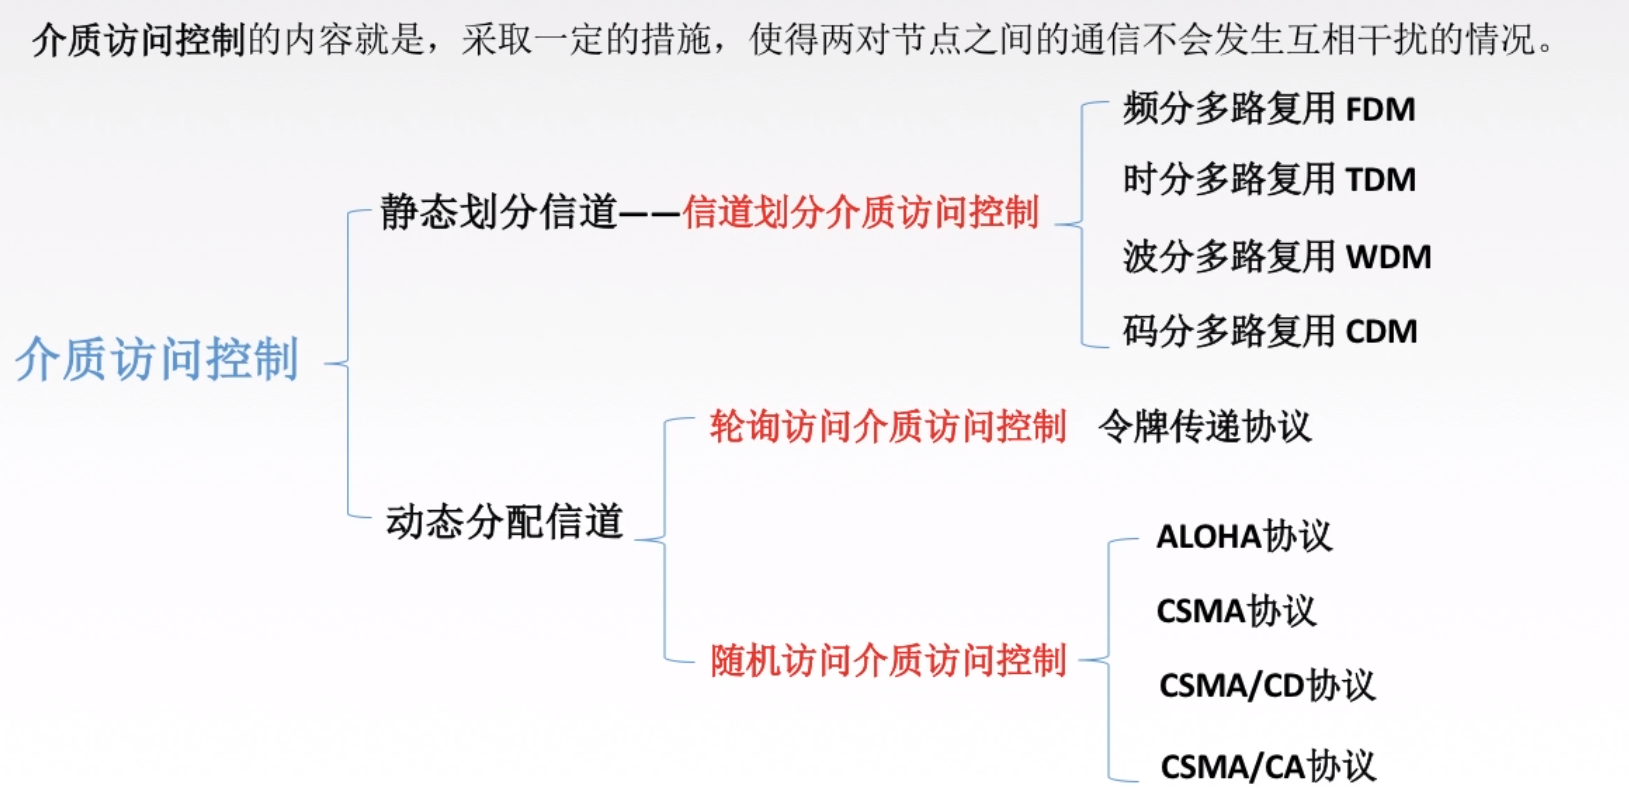 介质访问控制的内容就是，采取一定的措施，使得两对节点之间的通信不会发生互相干扰的情况。
介质访问控制
静态划分信道——信道划分介质访问控制
频分多路复用 FDM
时分多路复用 TDM
波分多路复用 WDM
码分多路复用 CDM
动态分配信道
轮询访问介质访问控制 令牌传递协议
随机访问介质访问控制
ALOHA协议
CSMA协议
CSMA/CD协议
CSMA/CA协议